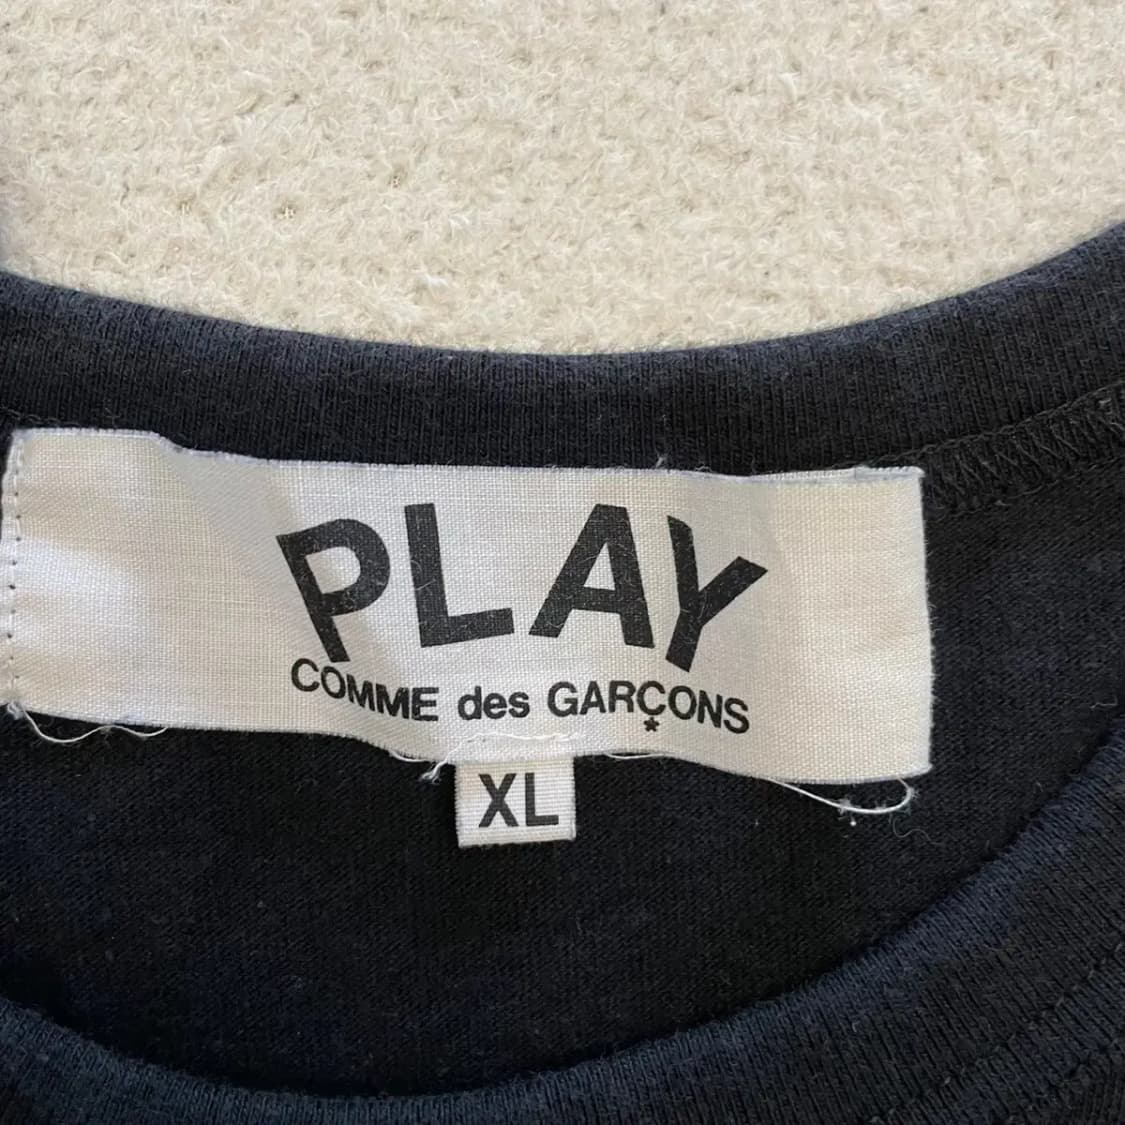 PLAY
COMME des GARÇONS
*
XL